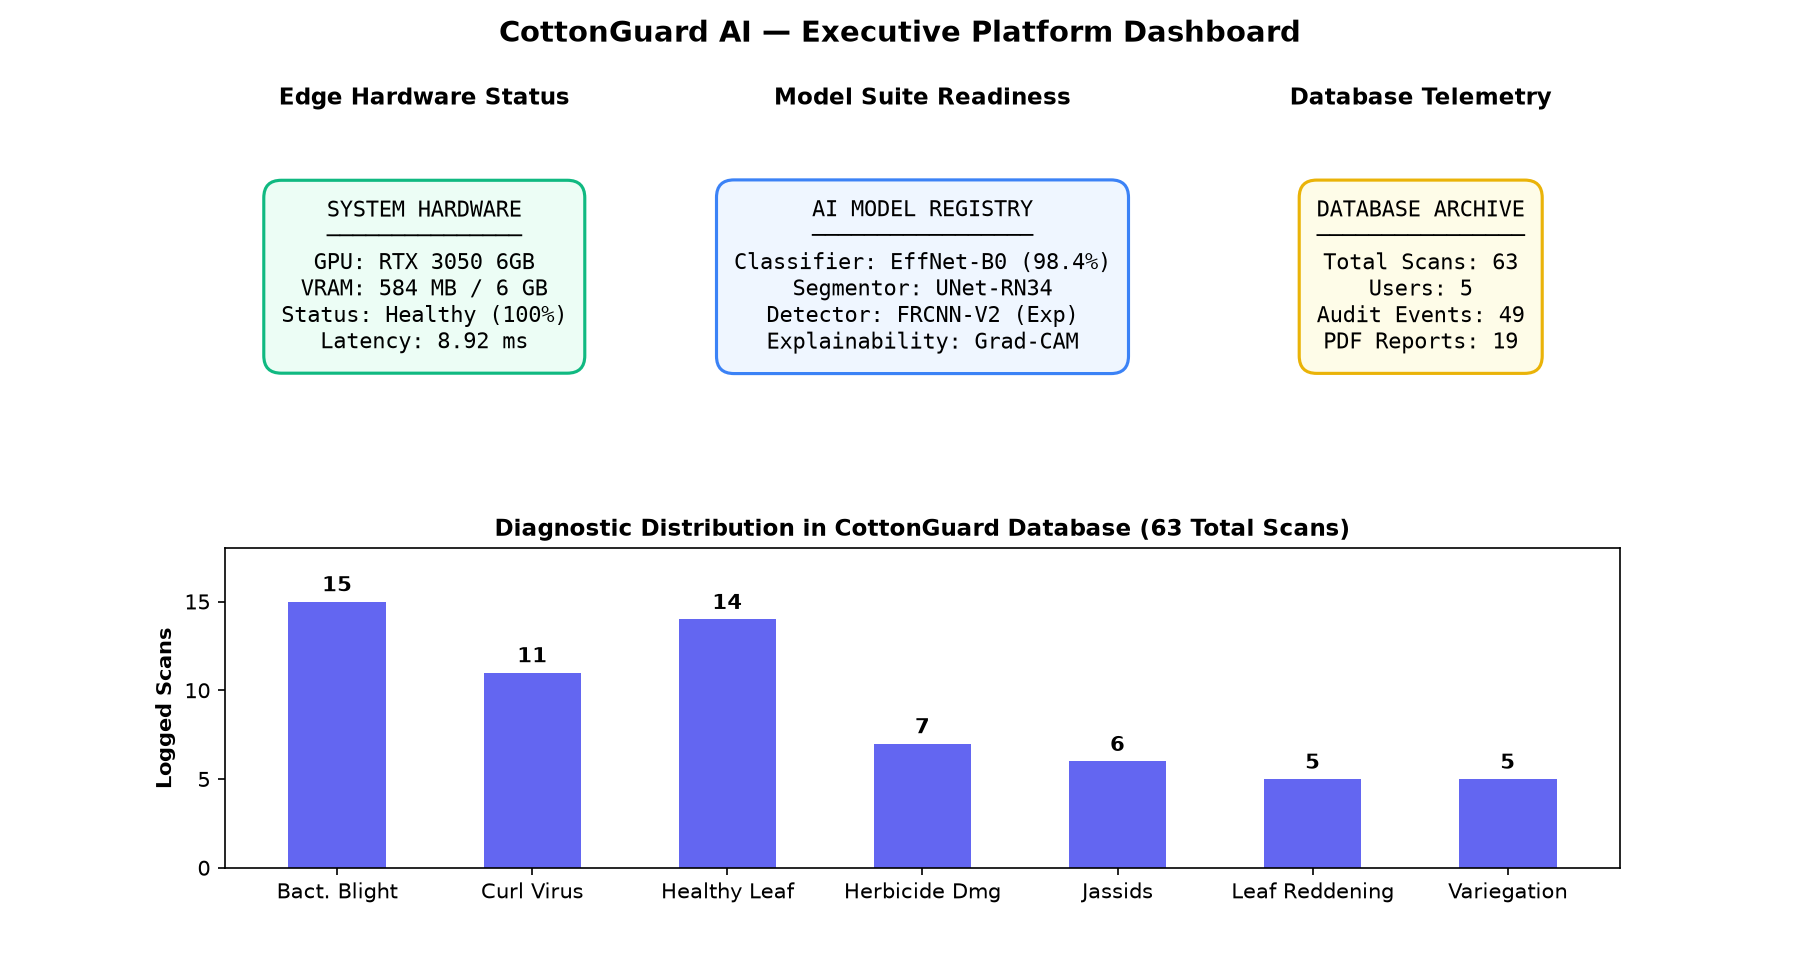 CottonGuard AI — Executive Platform Dashboard
Edge Hardware Status
SYSTEM HARDWARE
GPU: RTX 3050 6GB
VRAM: 584 MB / 6 GB
Status: Healthy (100%)
Latency: 8.92 ms
Model Suite Readiness
AI MODEL REGISTRY
Classifier: EffNet-B0 (98.4%)
Segmentor: UNet-RN34
Detector: FRCNN-V2 (Exp)
Explainability: Grad-CAM
Database Telemetry
DATABASE ARCHIVE
Total Scans: 63
Users: 5
Audit Events: 49
PDF Reports: 19
Diagnostic Distribution in CottonGuard Database (63 Total Scans)
Logged Scans
15
10
5
0
15
11
14
7
6
5
5
Bact. Blight
Curl Virus
Healthy Leaf
Herbicide Dmg
Jassids
Leaf Reddening
Variegation